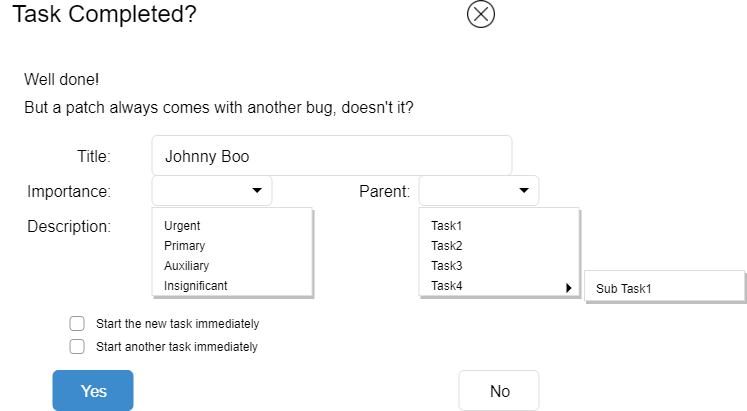 Task Completed?
Well done!
But a patch always comes with another bug, doesn't it?
Title: Johnny Boo
Importance: Parent:
Description:
Urgent
Primary
Auxiliary
Insignificant
Task1
Task2
Task3
Task4
Sub Task1
Start the new task immediately
Start another task immediately
Yes No